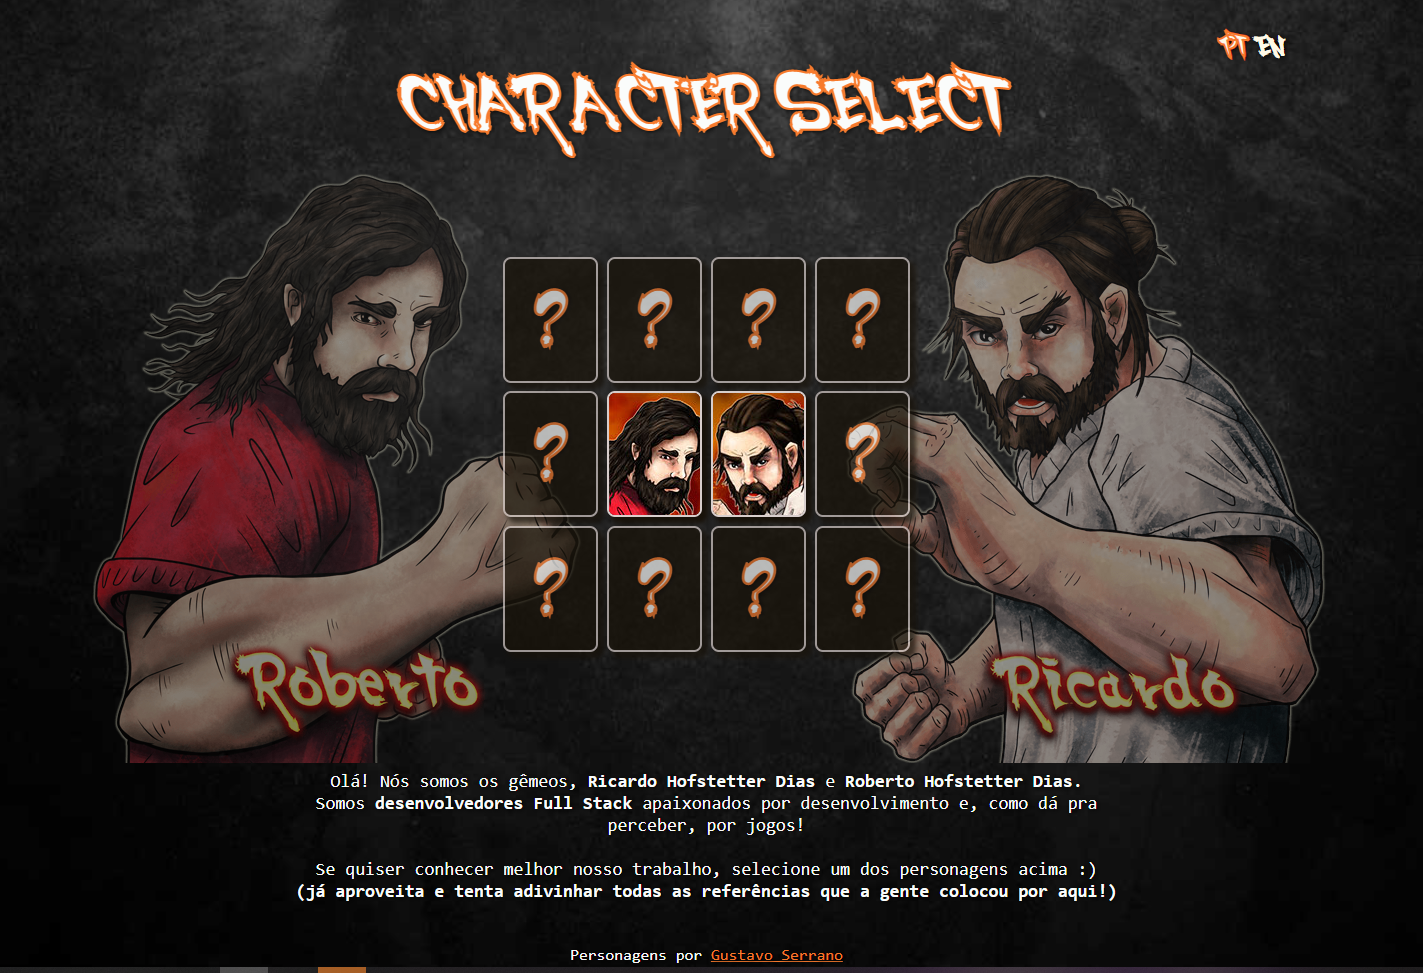 PT EN
CHARACTER SELECT
? ? ? ?
? ?
? ? ? ?
Roberto
Ricardo
Olá! Nós somos os gêmeos, Ricardo Hofstetter Dias e Roberto Hofstetter Dias.
Somos desenvolvedores Full Stack apaixonados por desenvolvimento e, como dá pra
perceber, por jogos!
Se quiser conhecer melhor nosso trabalho, selecione um dos personagens acima :)
(já aproveita e tenta adivinhar todas as referências que a gente colocou por aqui!)
Personagens por Gustavo Serrano